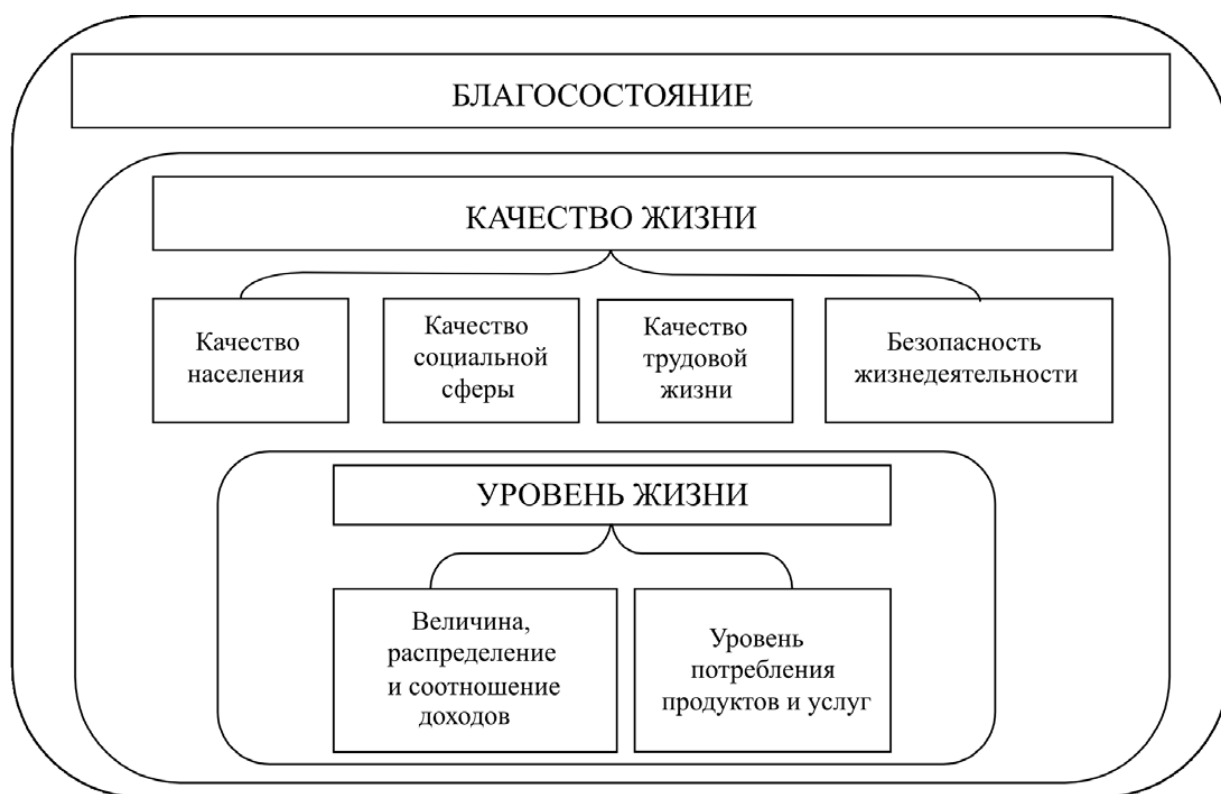 БЛАГОСОСТОЯНИЕ
КАЧЕСТВО ЖИЗНИ
Качество
населения
Качество
социальной
сферы
Качество
трудовой
жизни
Безопасность
жизнедеятельности
УРОВЕНЬ ЖИЗНИ
Величина,
распределение
и соотношение
доходов
Уровень
потребления
продуктов и услуг